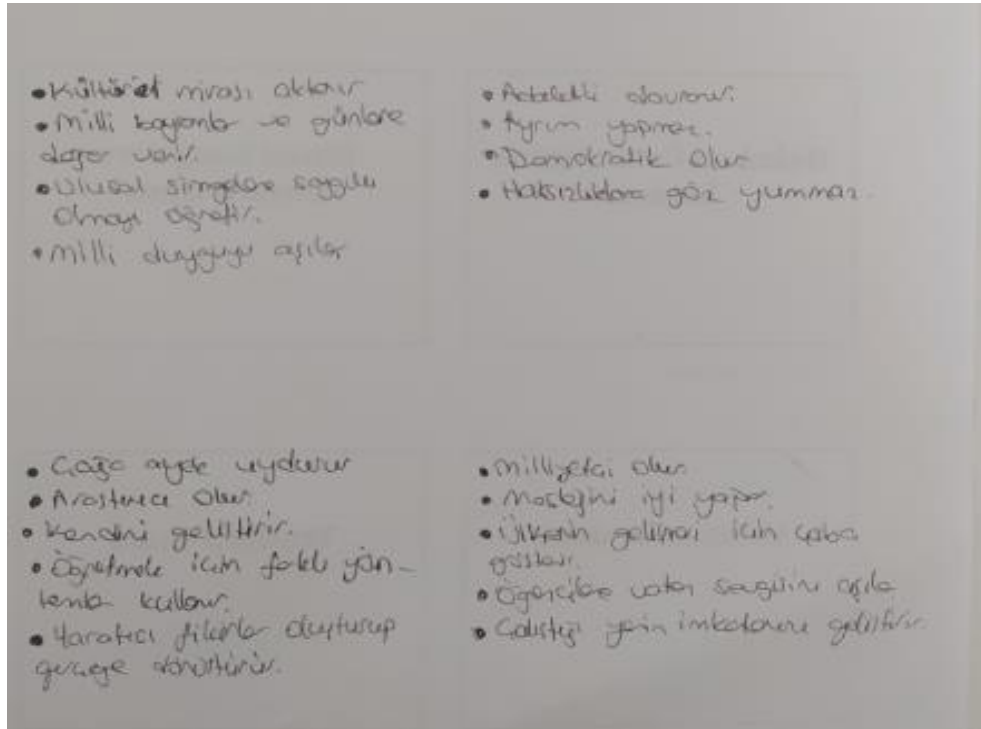 • Kültürel mirası aktarır
• Milli bayramlar ve günlere
değer verir.
• Ulusal simgelere saygılı
olmayı öğretir.
• Milli duyguyu aşılar
• Adaletli davranır.
• Ayrım yapmaz.
• Demokratik olur
• Haksızlıklara göz yummaz.
• Çağa ayak uydurur
• Araştırıcı olur
• Kendini geliştirir.
• Öğretmek için farklı yön-
temler kullanır.
• Yaratıcı fikirler oluşturup
gerçeğe dönüştürür.
• Milliyetçi olur
• Mesleğini iyi yapar.
• Ülkenin gelişmesi için çaba
gösterir.
• Öğrencilere vatan sevgisini aşılar
• Çalıştığı yerin imkanlarını geliştirir.